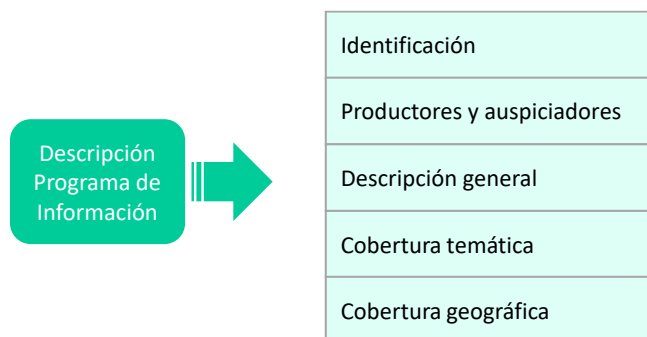 Descripción
Programa de
Información
Identificación
Productores y auspiciadores
Descripción general
Cobertura temática
Cobertura geográfica